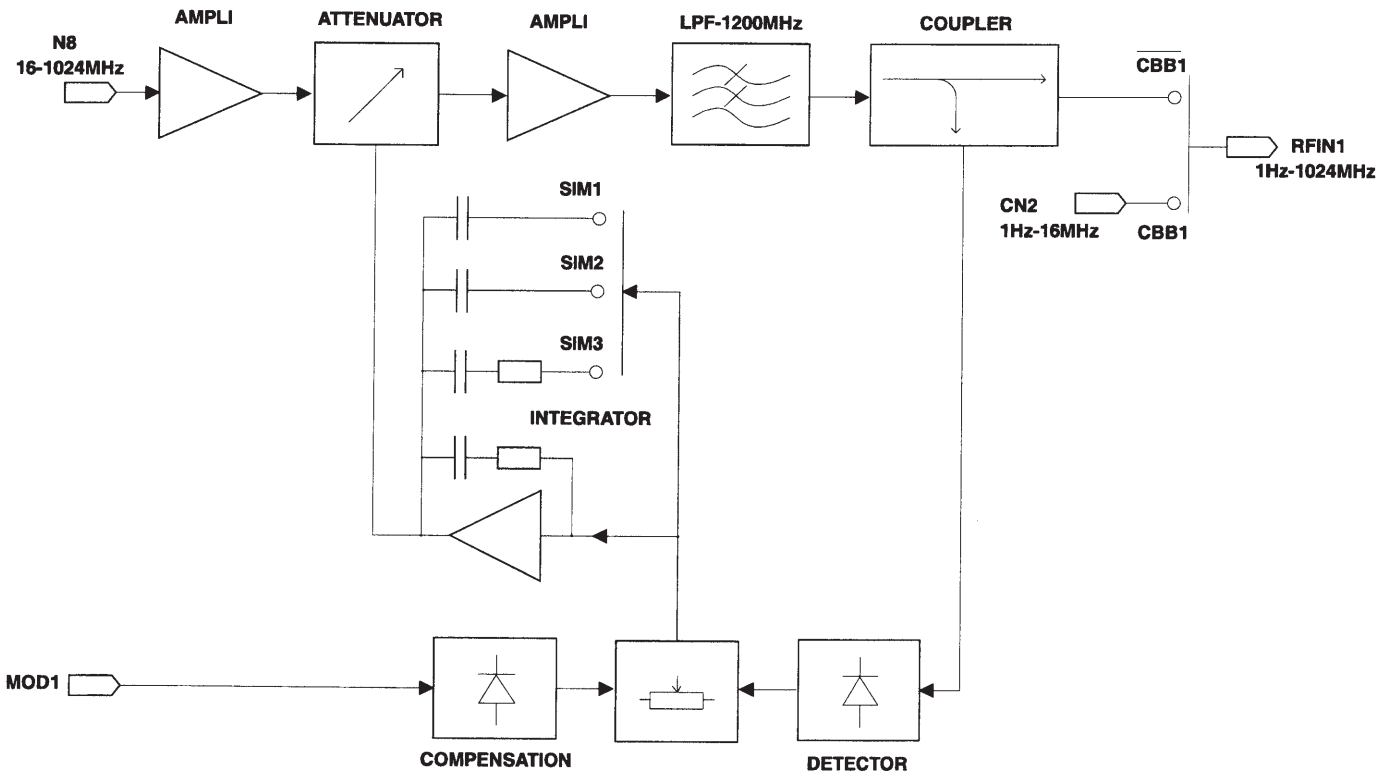 AMPLI
ATTENUATOR
AMPLI
LPF-1200MHz
COUPLER
N8
16-1024MHz
CBB1
RFIN1
1Hz-1024MHz
SIM1
CN2
1Hz-16MHz
CBB1
SIM2
SIM3
INTEGRATOR
MOD1
COMPENSATION
DETECTOR